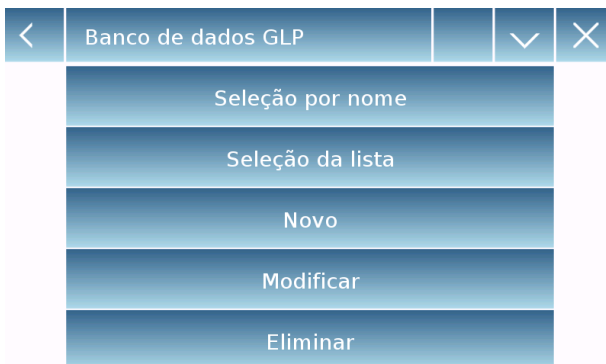 Banco de dados GLP
Seleção por nome
Seleção da lista
Novo
Modificar
Eliminar